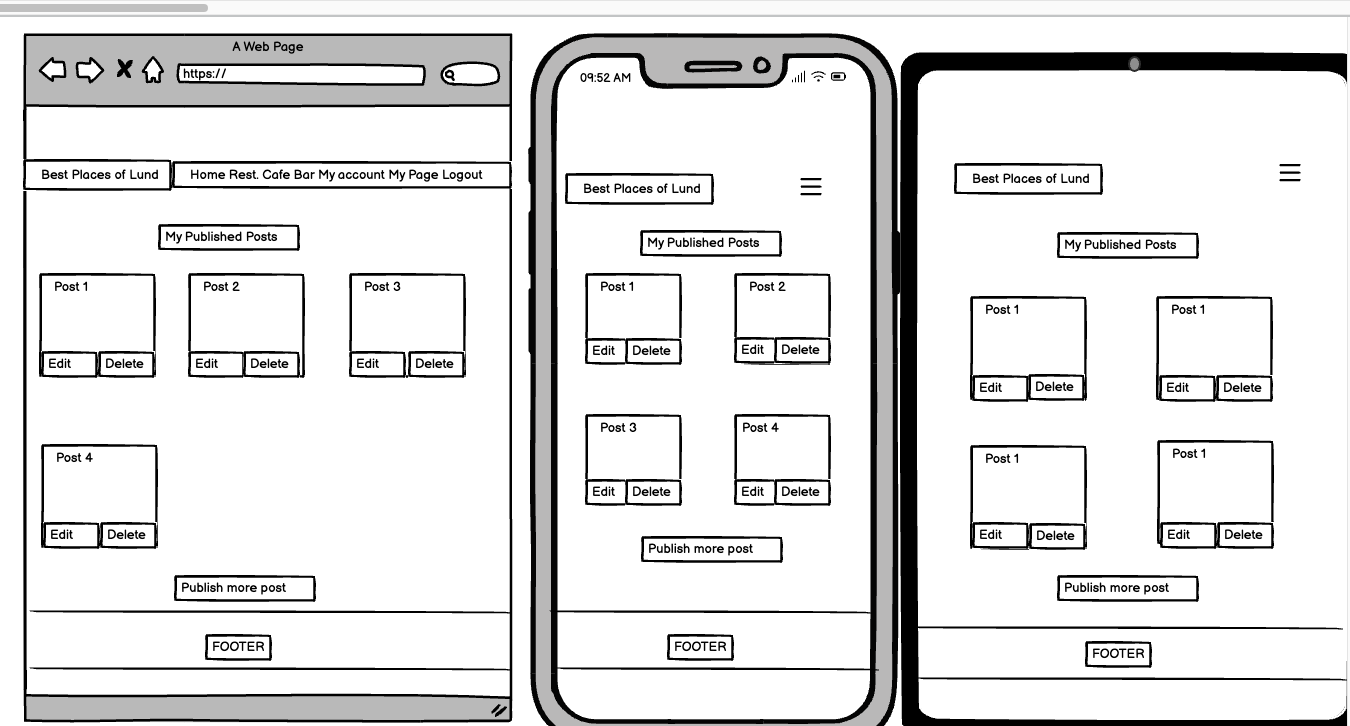 A Web Page
https://
Best Places of Lund
Home Rest. Cafe Bar My account My Page Logout
My Published Posts
Post 1
Post 2
Post 3
Edit
Delete
Edit
Delete
Edit
Delete
Post 4
Edit
Delete
Publish more post
FOOTER
09:52 AM
Best Places of Lund
My Published Posts
Post 1
Post 2
Edit
Delete
Edit
Delete
Post 3
Post 4
Edit
Delete
Edit
Delete
Publish more post
FOOTER
Best Places of Lund
My Published Posts
Post 1
Post 1
Edit
Delete
Edit
Delete
Post 1
Post 1
Edit
Delete
Edit
Delete
Publish more post
FOOTER